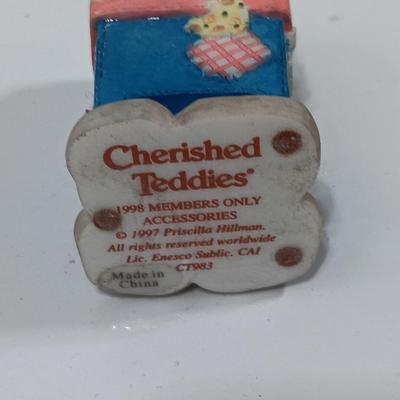 Cherished
Teddies®
1998 MEMBERS ONLY
ACCESSORIES
© 1997 Priscilla Hillman.
All rights reserved worldwide
Lic. Enesco Sublic. CAI
CT983
Made in
China